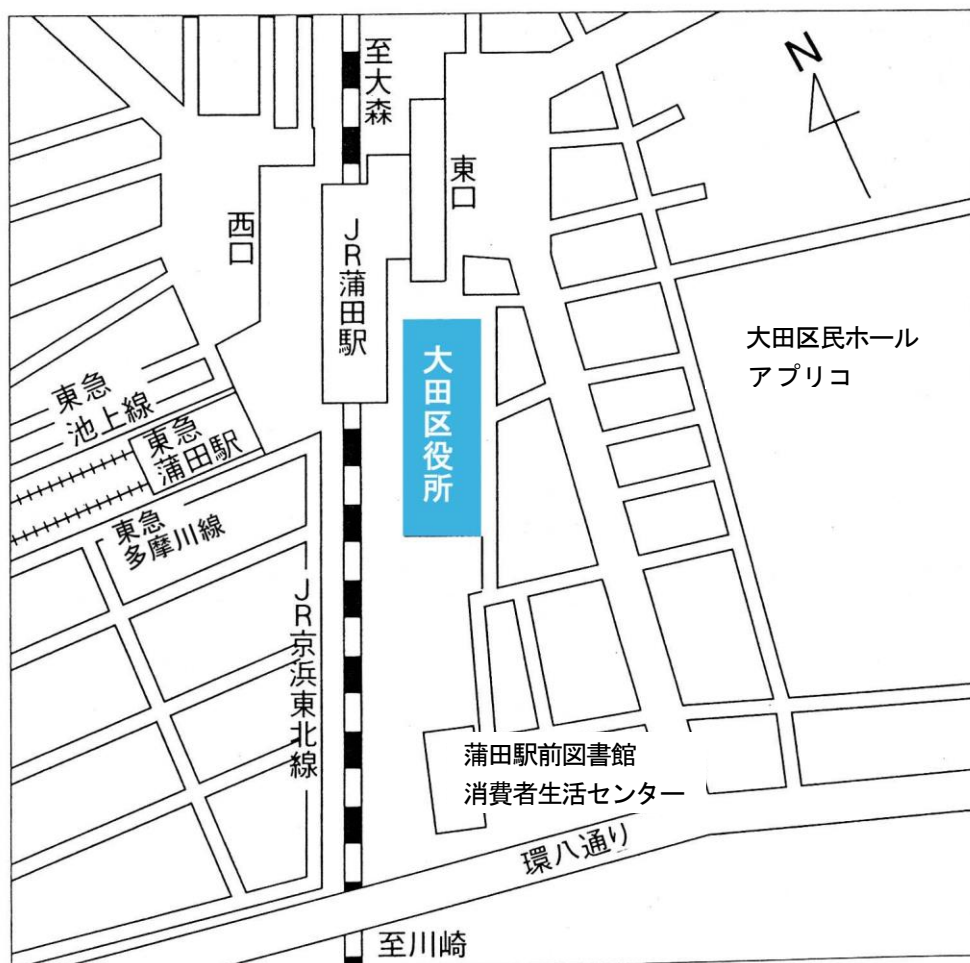 至大森
N
東口
西口
JR蒲田駅
大田区民ホール
アプリコ
大田区役所
東急
池上線
東急
蒲田駅
東急
多摩川線
JR京浜東北線
蒲田駅前図書館
消費者生活センター
環八通り
至川崎